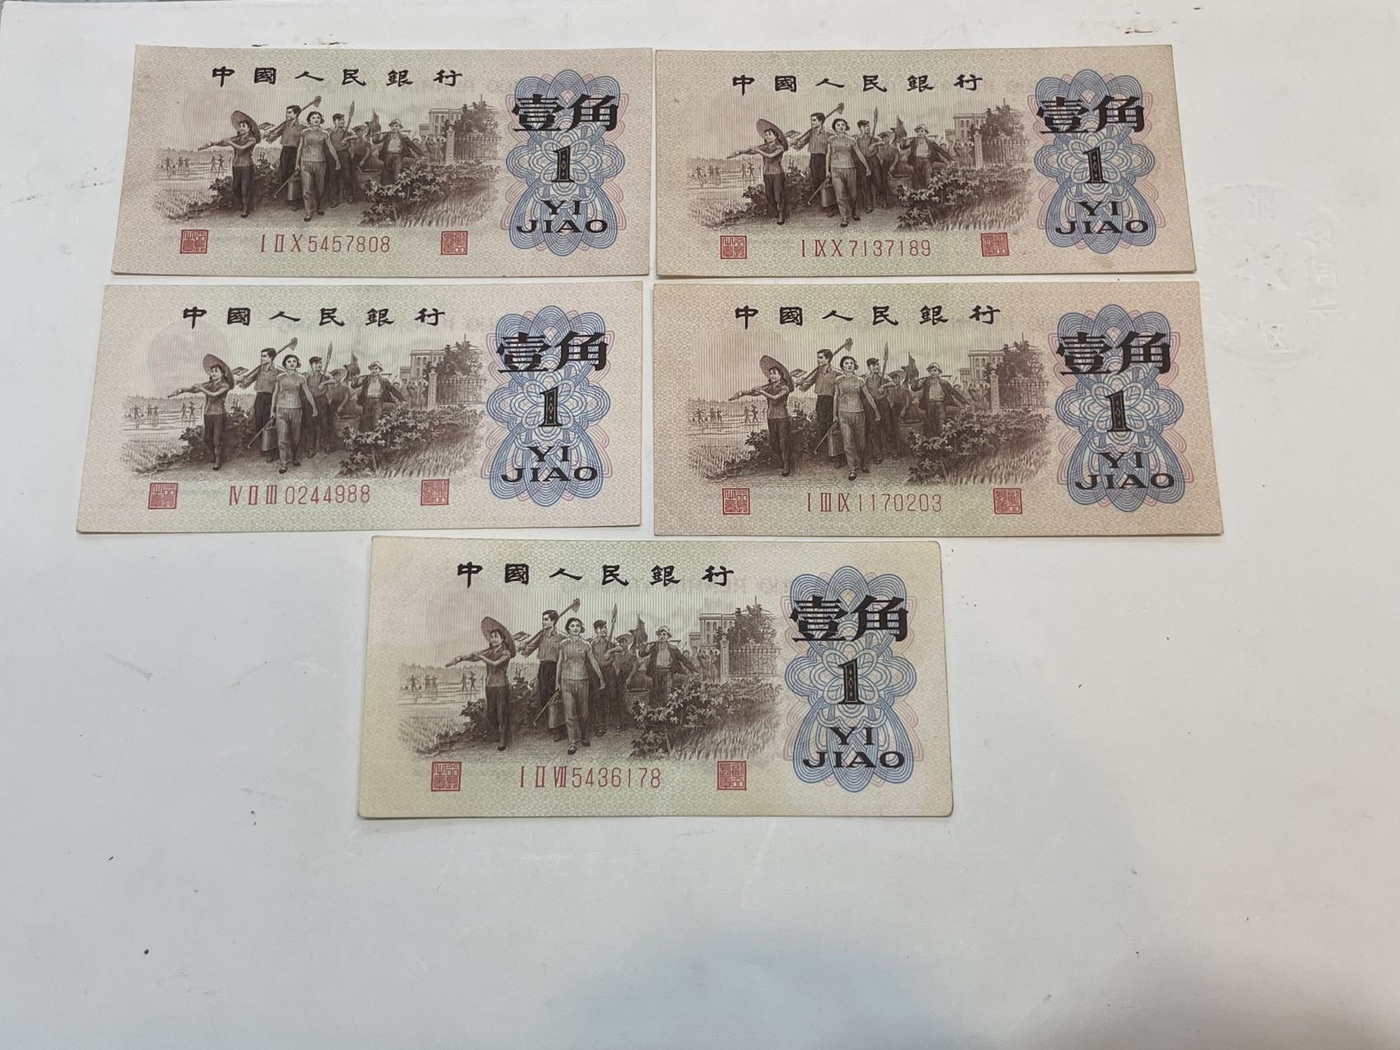 中國人民銀行
壹角
1
YI
JIAO
I II X 5457808
中國人民銀行
壹角
1
YI
JIAO
I IX X 7137189
中國人民銀行
壹角
1
YI
JIAO
IV II III 0244988
中國人民銀行
壹角
1
YI
JIAO
I III IX 1170203
中國人民銀行
壹角
1
YI
JIAO
I II VII 5436178